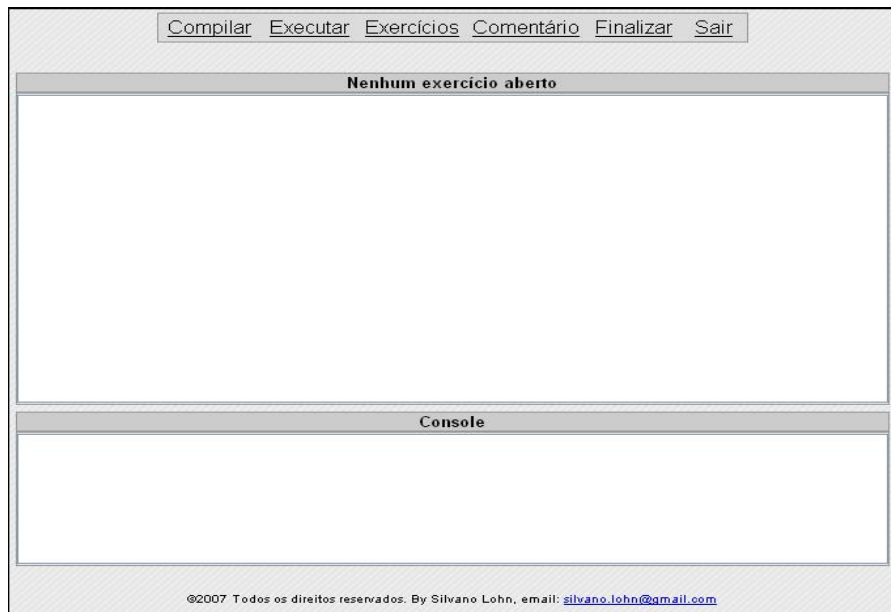 Compilar Executar Exercícios Comentário Finalizar Sair
Nenhum exercício aberto
Console
©2007 Todos os direitos reservados. By Silvano Lohn, email: silvano.lohn@gmail.com